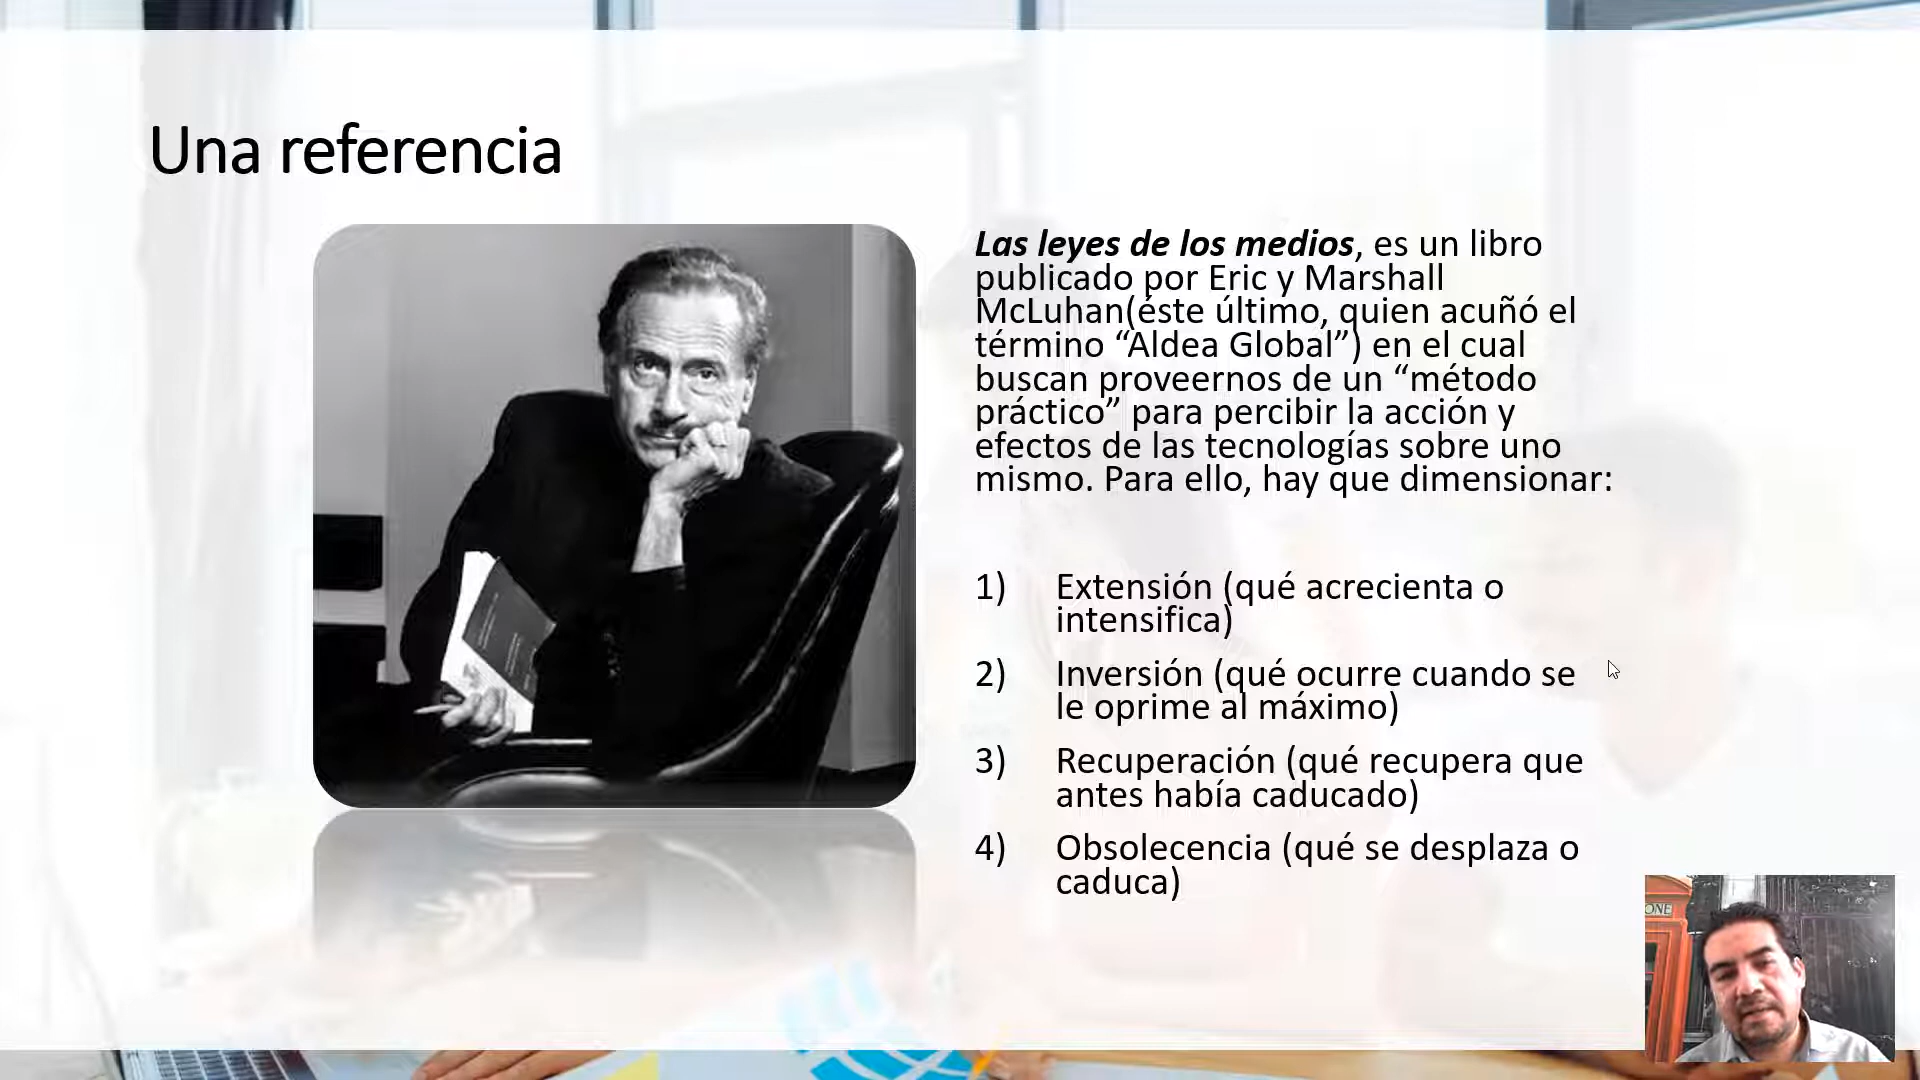 Una referencia
Las leyes de los medios, es un libro
publicado por Eric y Marshall
McLuhan(éste último, quien acuñó el
término “Aldea Global”) en el cual
buscan proveernos de un “método
práctico” para percibir la acción y
efectos de las tecnologías sobre uno
mismo. Para ello, hay que dimensionar:
1) Extensión (qué acrecienta o
intensifica)
2) Inversión (qué ocurre cuando se
le oprime al máximo)
3) Recuperación (qué recupera que
antes había caducado)
4) Obsolecencia (qué se desplaza o
caduca)
ONE